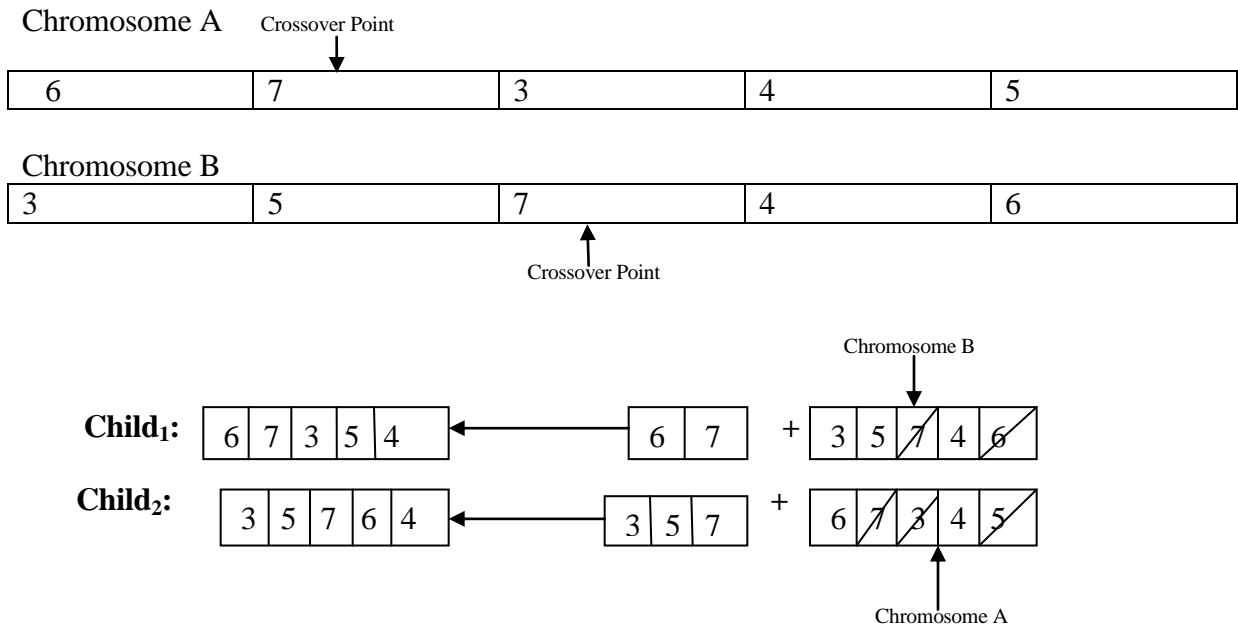 Chromosome A Crossover Point
6 7 3 4 5
Chromosome B
3 5 7 4 6
Crossover Point
Chromosome B
Child1: 6 7 3 5 4 6 7 + 3 5 7 4 6
Child2: 3 5 7 6 4 3 5 7 + 6 7 3 4 5
Chromosome A